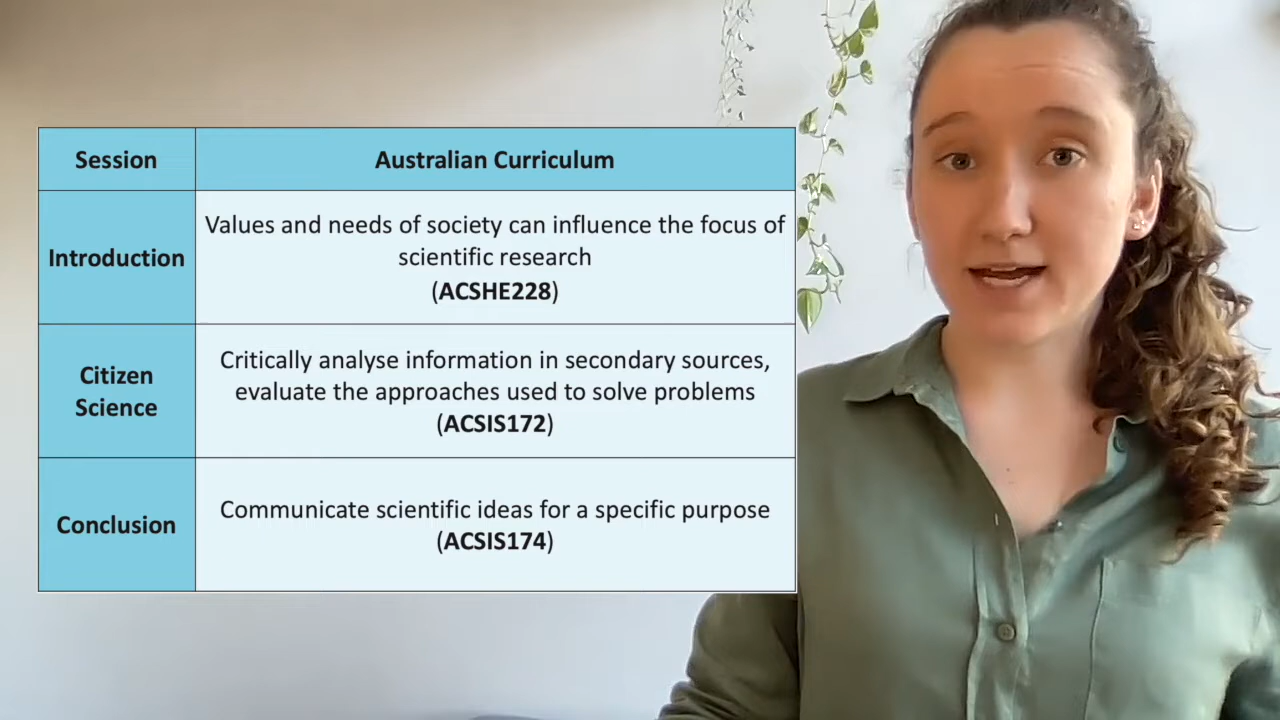 Session
Australian Curriculum
Introduction
Values and needs of society can influence the focus of
scientific research
(ACSHE228)
Citizen
Science
Critically analyse information in secondary sources,
evaluate the approaches used to solve problems
(ACSIS172)
Conclusion
Communicate scientific ideas for a specific purpose
(ACSIS174)